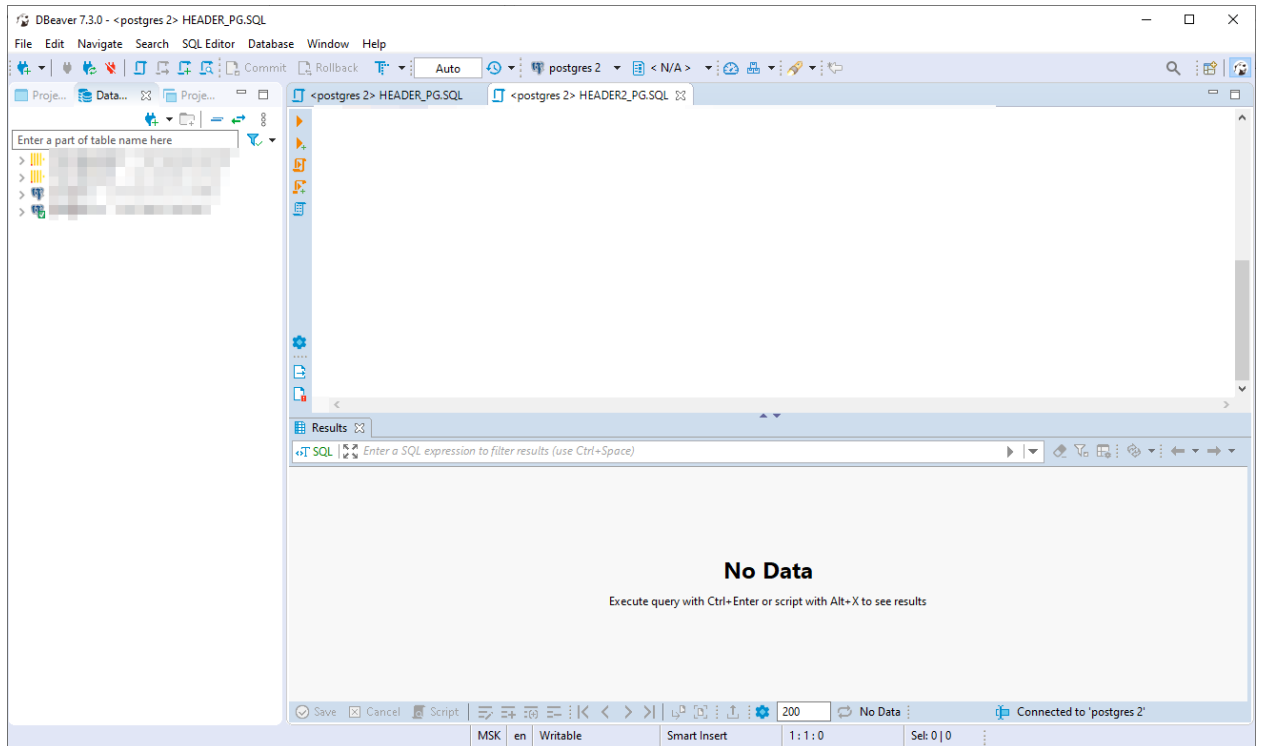 DBeaver 7.3.0 - <postgres 2> HEADER_PG.SQL
File Edit Navigate Search SQL Editor Database Window Help
Commit Rollback Auto postgres 2 < N/A >
Proje... Data... Proje... <postgres 2> HEADER_PG.SQL <postgres 2> HEADER2_PG.SQL
Enter a part of table name here
Results
SQL Enter a SQL expression to filter results (use Ctrl+Space)
No Data
Execute query with Ctrl+Enter or script with Alt+X to see results
Save Cancel Script 200 No Data Connected to 'postgres 2'
MSK en Writable Smart Insert 1 : 1 : 0 Sel: 0 | 0